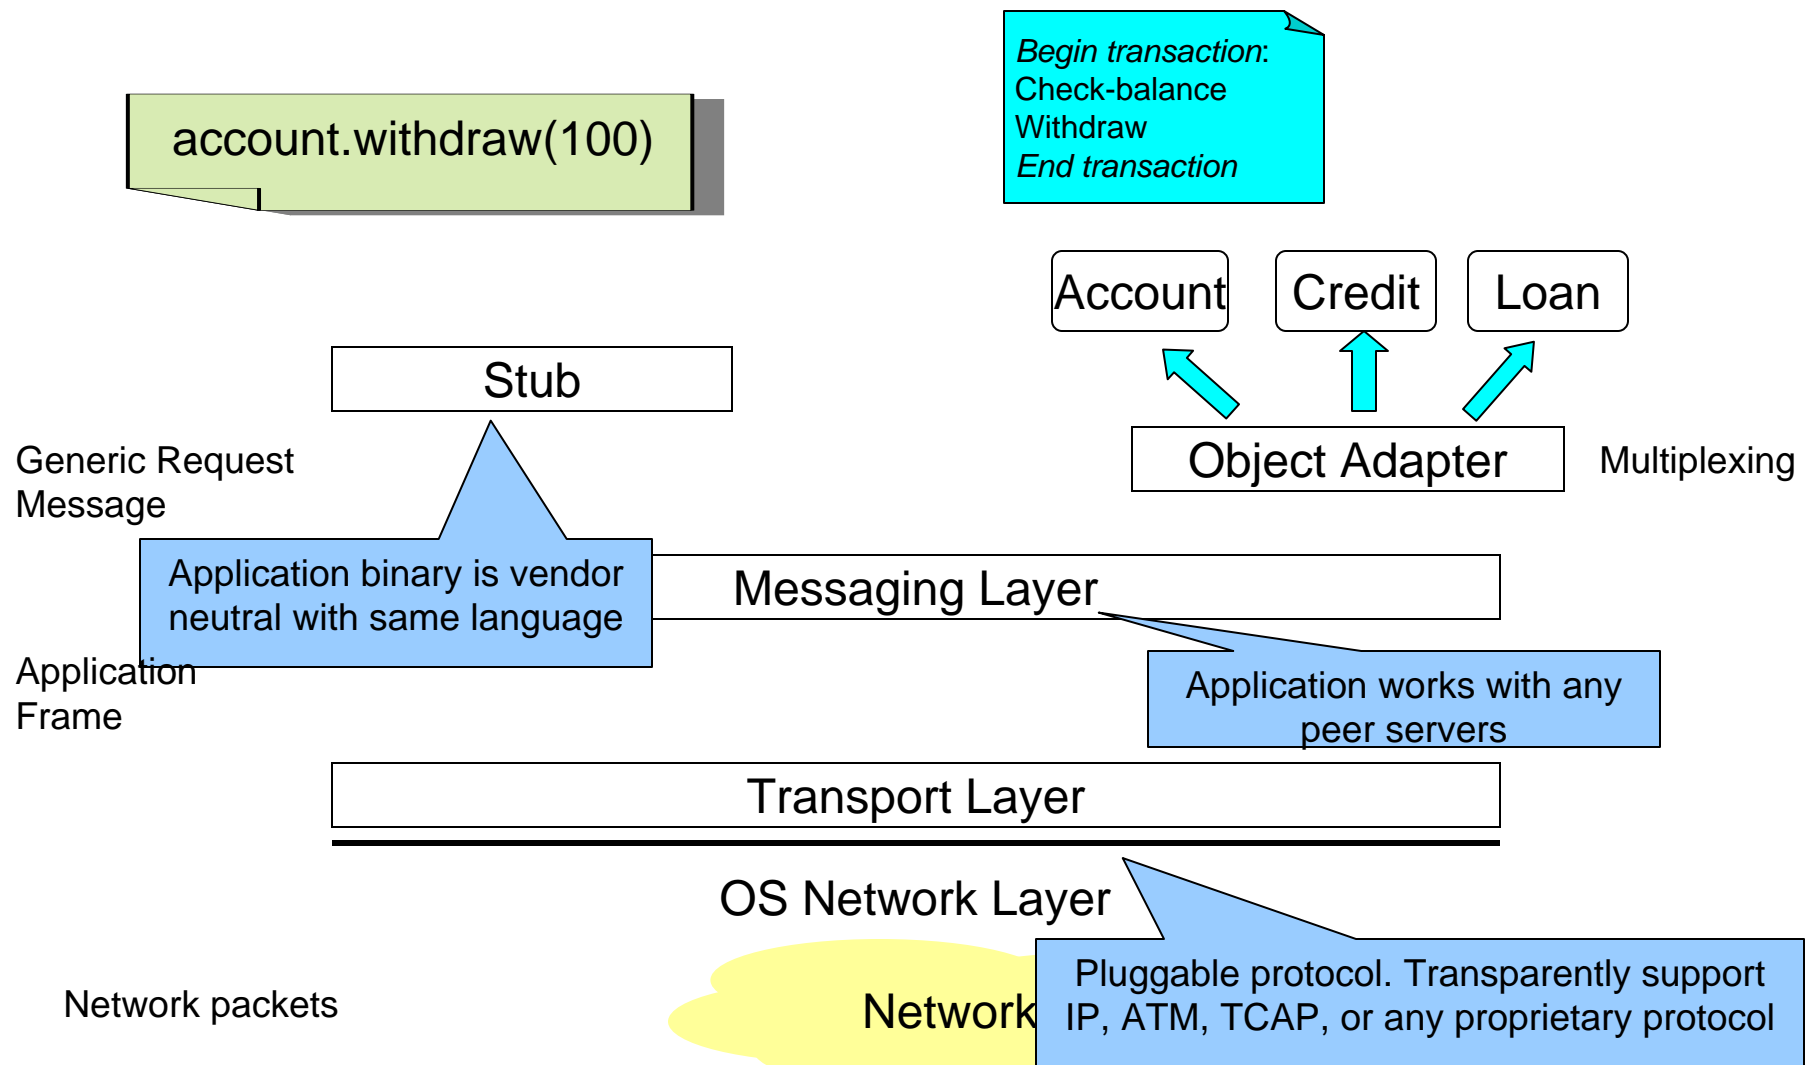 account.withdraw(100)
Begin transaction:
Check-balance
Withdraw
End transaction
Account
Credit
Loan
Stub
Generic Request
Message
Object Adapter
Multiplexing
Application binary is vendor
neutral with same language
Messaging Layer
Application
Frame
Application works with any
peer servers
Transport Layer
OS Network Layer
Network packets
Network
Pluggable protocol. Transparently support
IP, ATM, TCAP, or any proprietary protocol